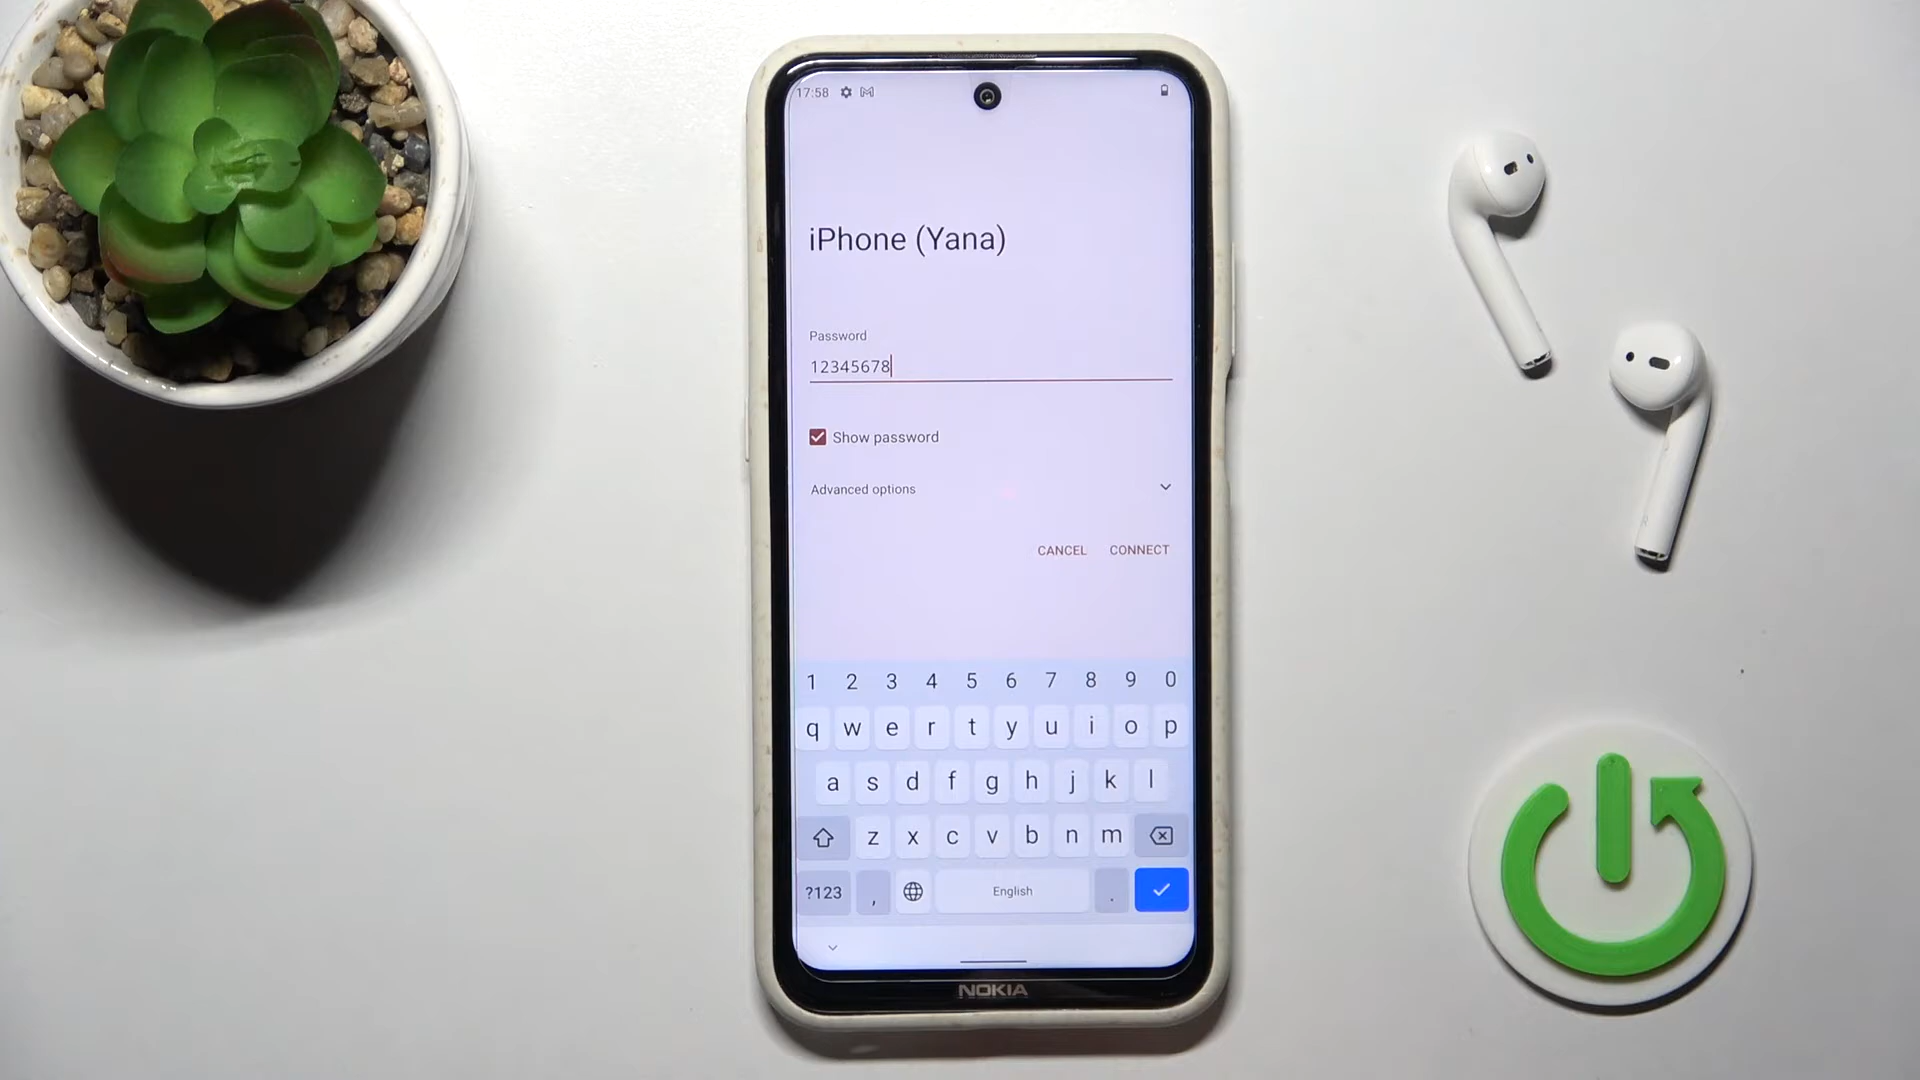 17:58
iPhone (Yana)
Password
12345678
Show password
Advanced options
CANCEL CONNECT
1 2 3 4 5 6 7 8 9 0
q w e r t y u i o p
a s d f g h j k l
z x c v b n m
?123 , English .
NOKIA